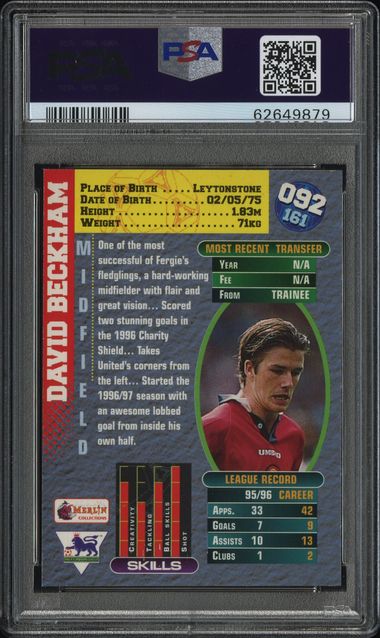 PSA
62649879
DAVID BECKHAM
MIDFIELD
PLACE OF BIRTH ..... LEYTONSTONE
DATE OF BIRTH ........ 02/05/75
HEIGHT ..................... 1.83M
WEIGHT ...................... 71KG
092
161
One of the most
successful of Fergie's
fledglings, a hard-working
midfielder with flair and
great vision... Scored
two stunning goals in
the 1996 Charity
Shield... Takes
United's corners from
the left... Started the
1996/97 season with
an awesome lobbed
goal from inside his
own half.
MOST RECENT TRANSFER
YEAR N/A
FEE N/A
FROM TRAINEE
UMBRO
LEAGUE RECORD
95/96 CAREER
APPS. 33 42
GOALS 7 9
ASSISTS 10 13
CLUBS 1 2
MERLIN
COLLECTIONS
CREATIVITY
TACKLING
BALL SKILLS
SHOT
SKILLS